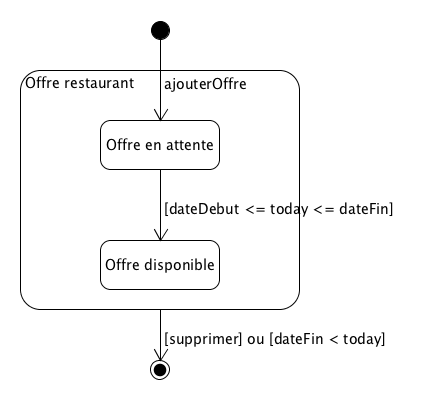 Offre restaurant
ajouterOffre
Offre en attente
[dateDebut <= today <= dateFin]
Offre disponible
[supprimer] ou [dateFin < today]